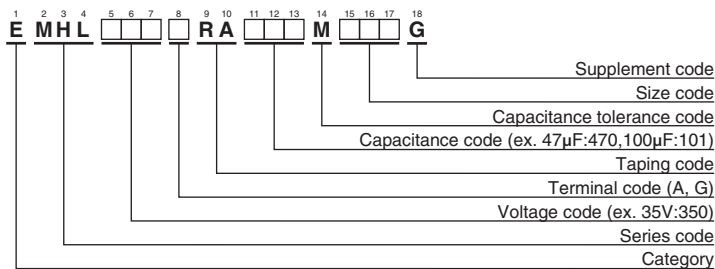 1 2 3 4 5 6 7 8 9 10 11 12 13 14 15 16 17 18
E MHL □□□ □ RA □□□ M □□□ G
Supplement code
Size code
Capacitance tolerance code
Capacitance code (ex. 47µF:470,100µF:101)
Taping code
Terminal code (A, G)
Voltage code (ex. 35V:350)
Series code
Category